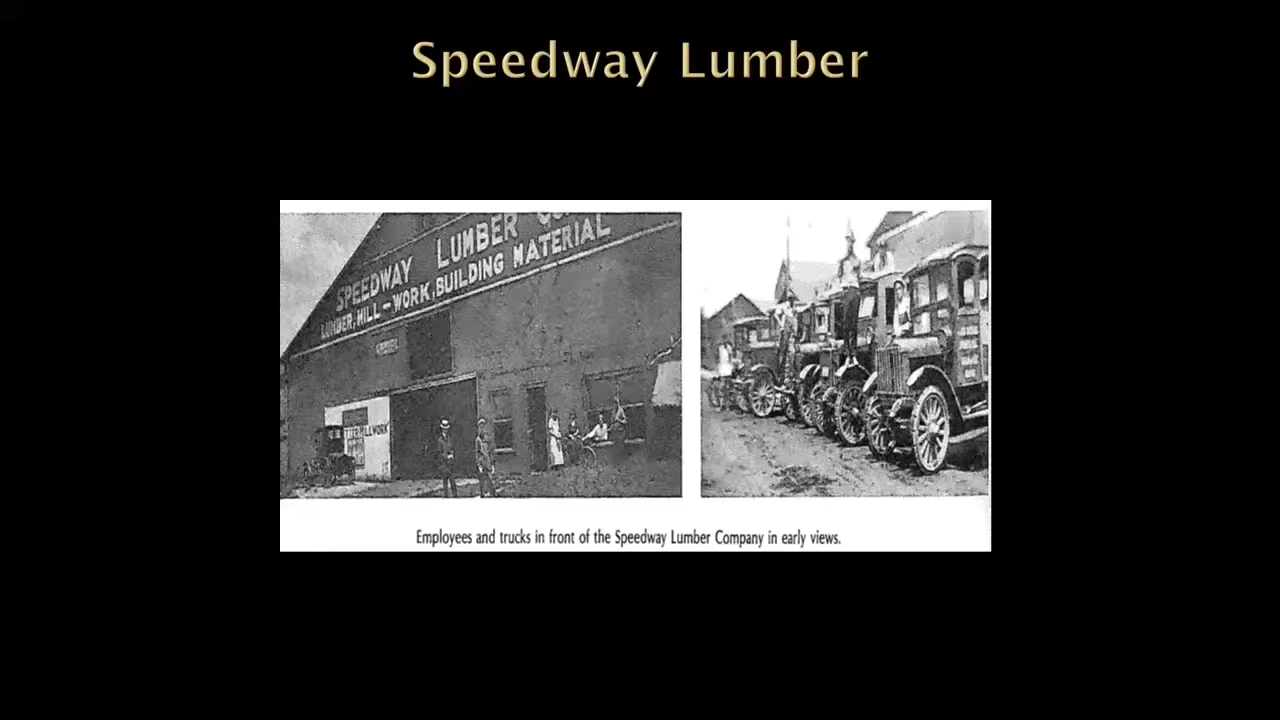 Speedway Lumber
SPEEDWAY LUMBER
LUMBER, MILL-WORK, BUILDING MATERIAL
MILLWORK
Employees and trucks in front of the Speedway Lumber Company in early views.